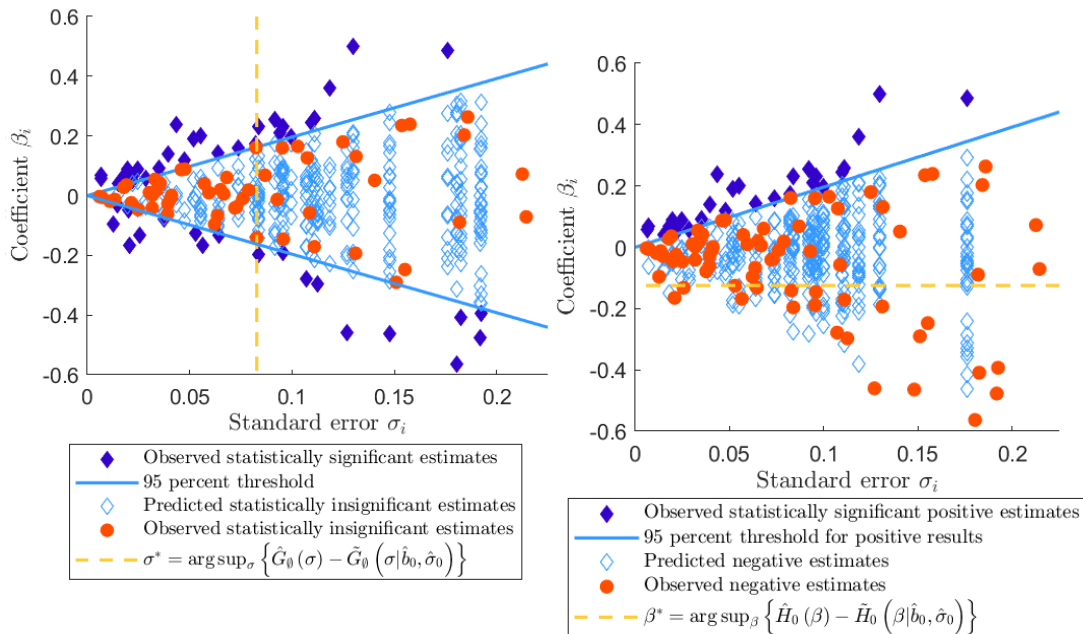 0.6
0.4
0.2
0
-0.2
-0.4
-0.6
Coefficient βᵢ
0 0.05 0.1 0.15 0.2
Standard error σᵢ
Observed statistically significant estimates
95 percent threshold
Predicted statistically insignificant estimates
Observed statistically insignificant estimates
σ* = arg sup_σ {Ĝ_∅ (σ) − G̃_∅ (σ|b̂₀, σ̂₀)}
0.6
0.4
0.2
0
-0.2
-0.4
-0.6
Coefficient βᵢ
0 0.05 0.1 0.15 0.2
Standard error σᵢ
Observed statistically significant positive estimates
95 percent threshold for positive results
Predicted negative estimates
Observed negative estimates
β* = arg sup_β {Ĥ₀ (β) − H̃₀ (β|b̂₀, σ̂₀)}